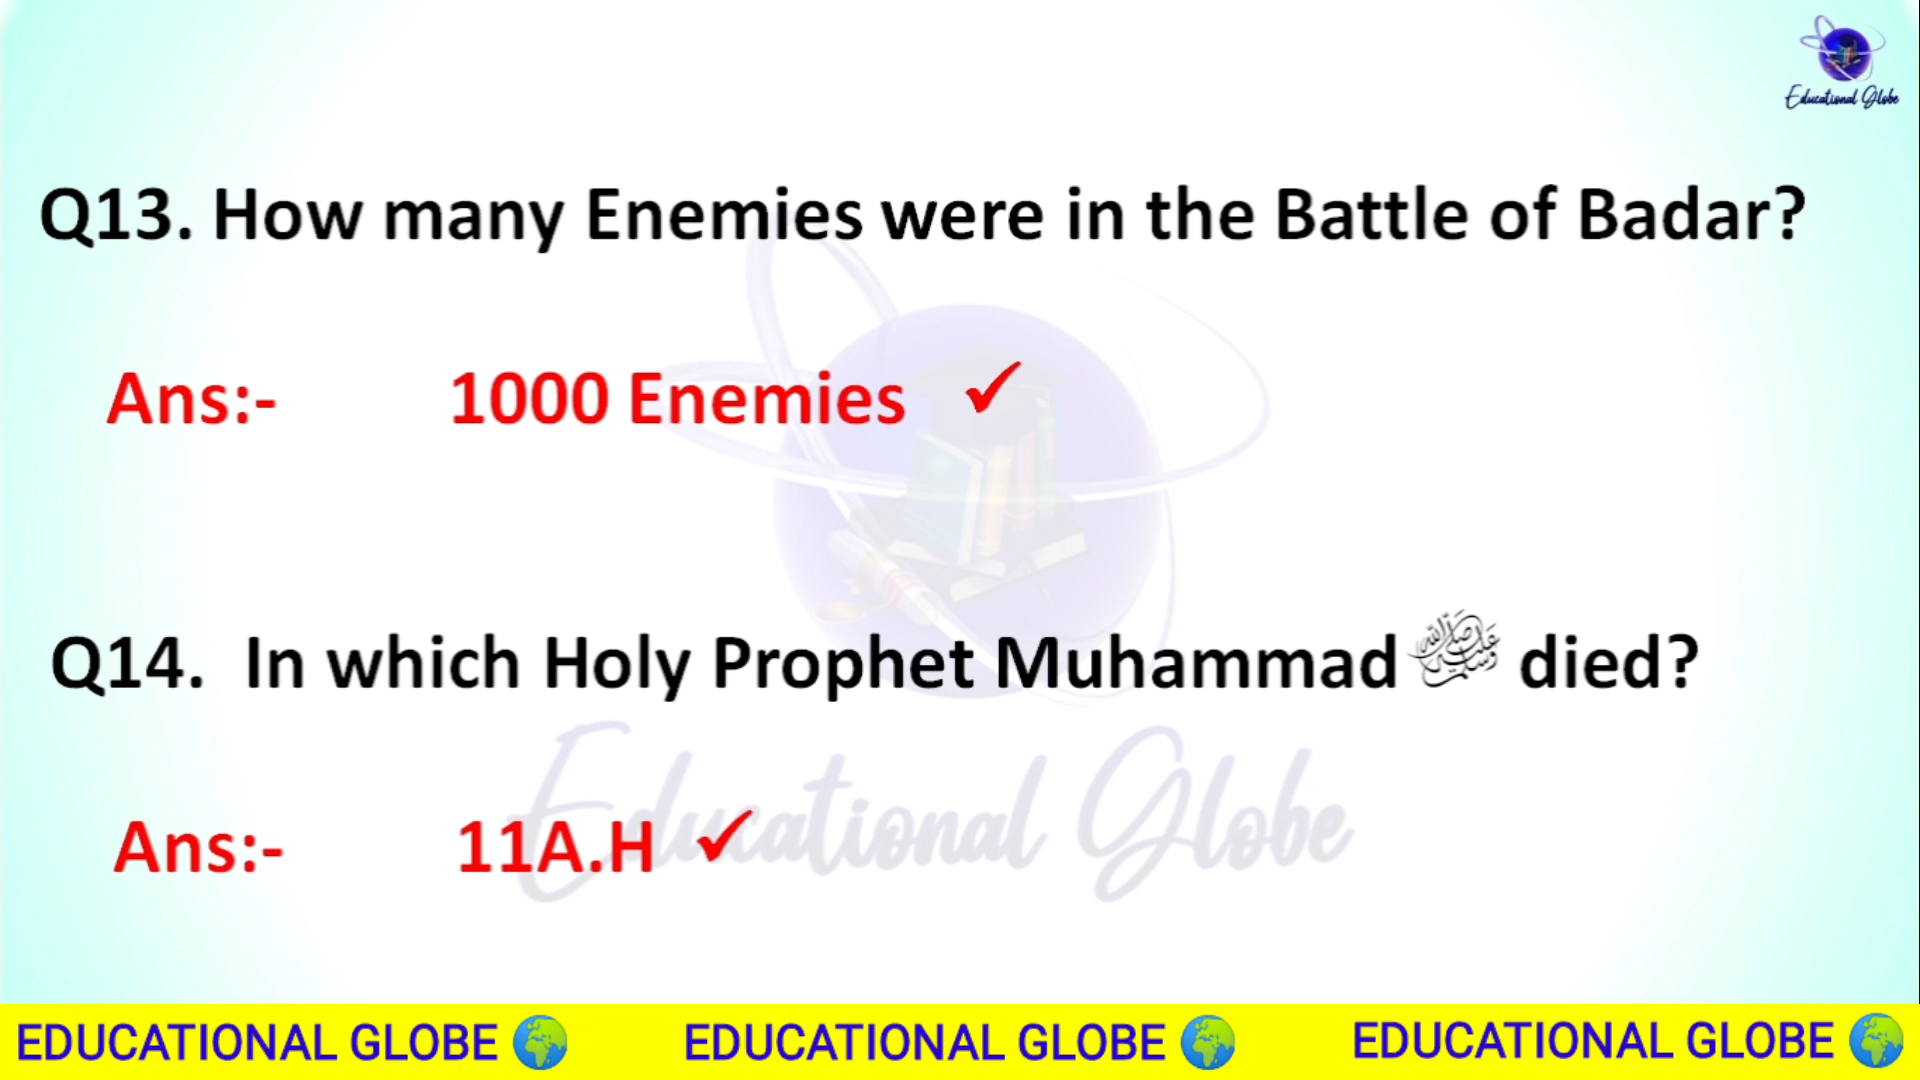 Educational Globe
Q13. How many Enemies were in the Battle of Badar?
Ans:- 1000 Enemies ✓
Q14. In which Holy Prophet Muhammad ﷺ died?
Ans:- 11A.H ✓
Educational Globe
EDUCATIONAL GLOBE EDUCATIONAL GLOBE EDUCATIONAL GLOBE